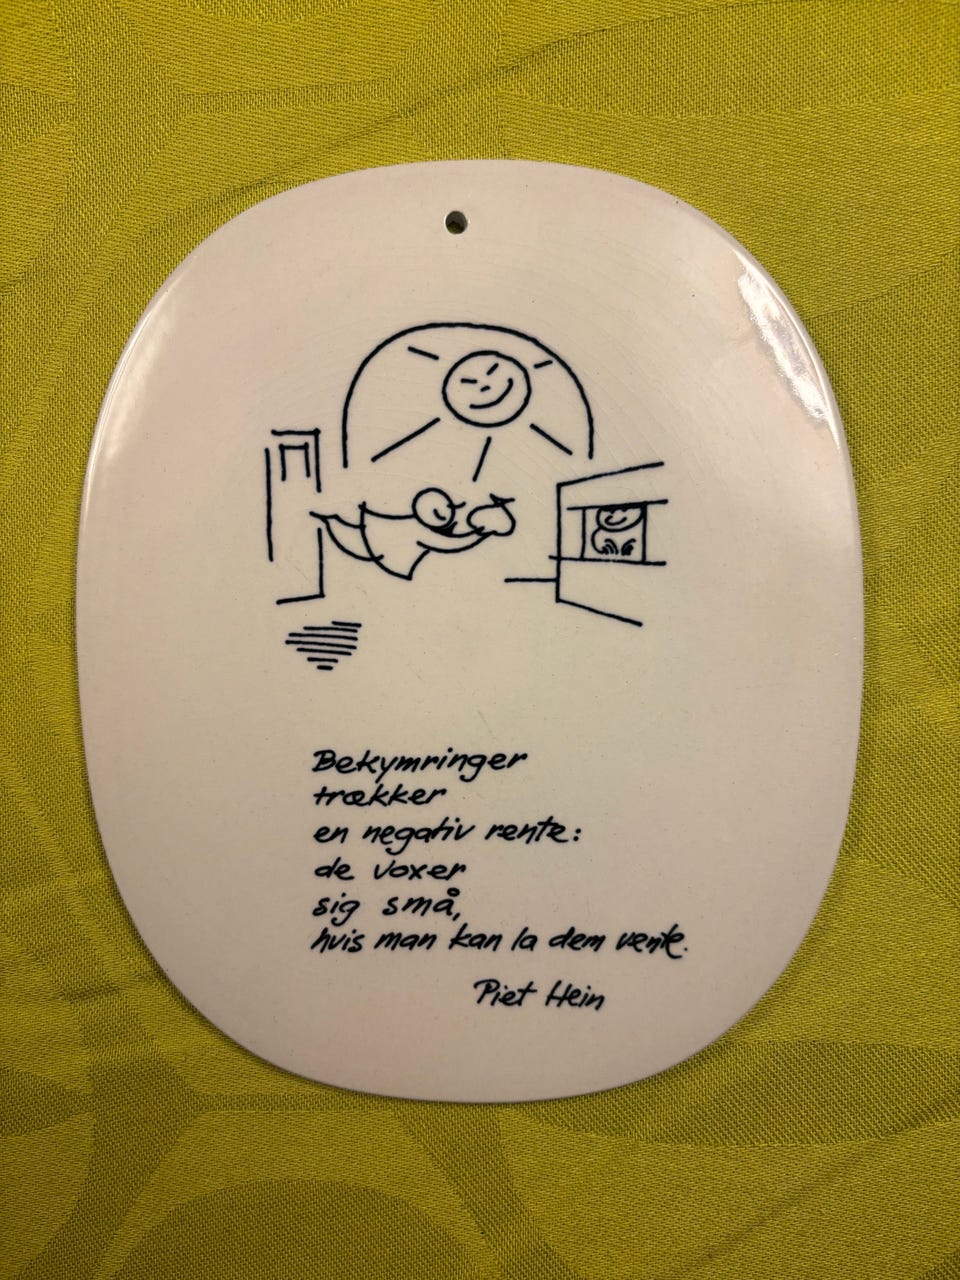 Bekymringer
trækker
en negativ rente:
de voxer
sig små,
hvis man kan la dem vente.
Piet Hein